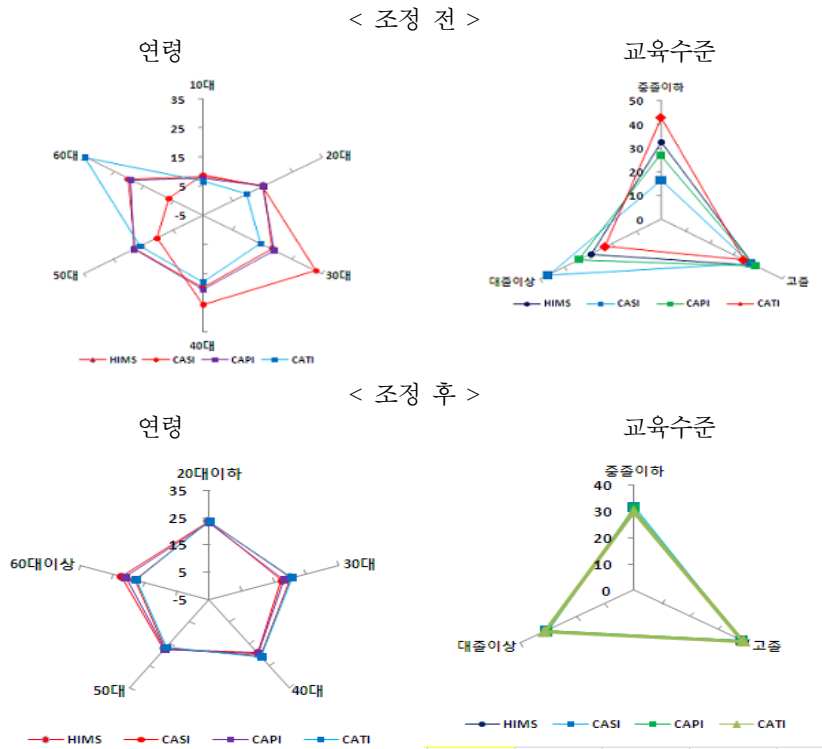 < 조정 전 >
연령 교육수준
10대
35
25
15
5
-5
20대
30대
40대
50대
60대
HIMS CASI CAPI CATI
중졸이하
50
40
30
20
10
0
고졸
대졸이상
HIMS CASI CAPI CATI
< 조정 후 >
연령 교육수준
20대이하
35
25
15
5
-5
30대
40대
50대
60대이상
HIMS CASI CAPI CATI
중졸이하
40
30
20
10
0
고졸
대졸이상
HIMS CASI CAPI CATI